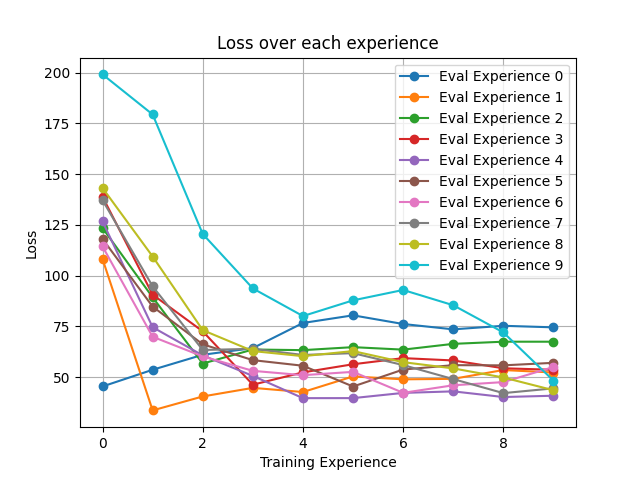 Loss over each experience
200
175
150
125
100
75
50
Loss
0
2
4
6
8
Training Experience
Eval Experience 0
Eval Experience 1
Eval Experience 2
Eval Experience 3
Eval Experience 4
Eval Experience 5
Eval Experience 6
Eval Experience 7
Eval Experience 8
Eval Experience 9